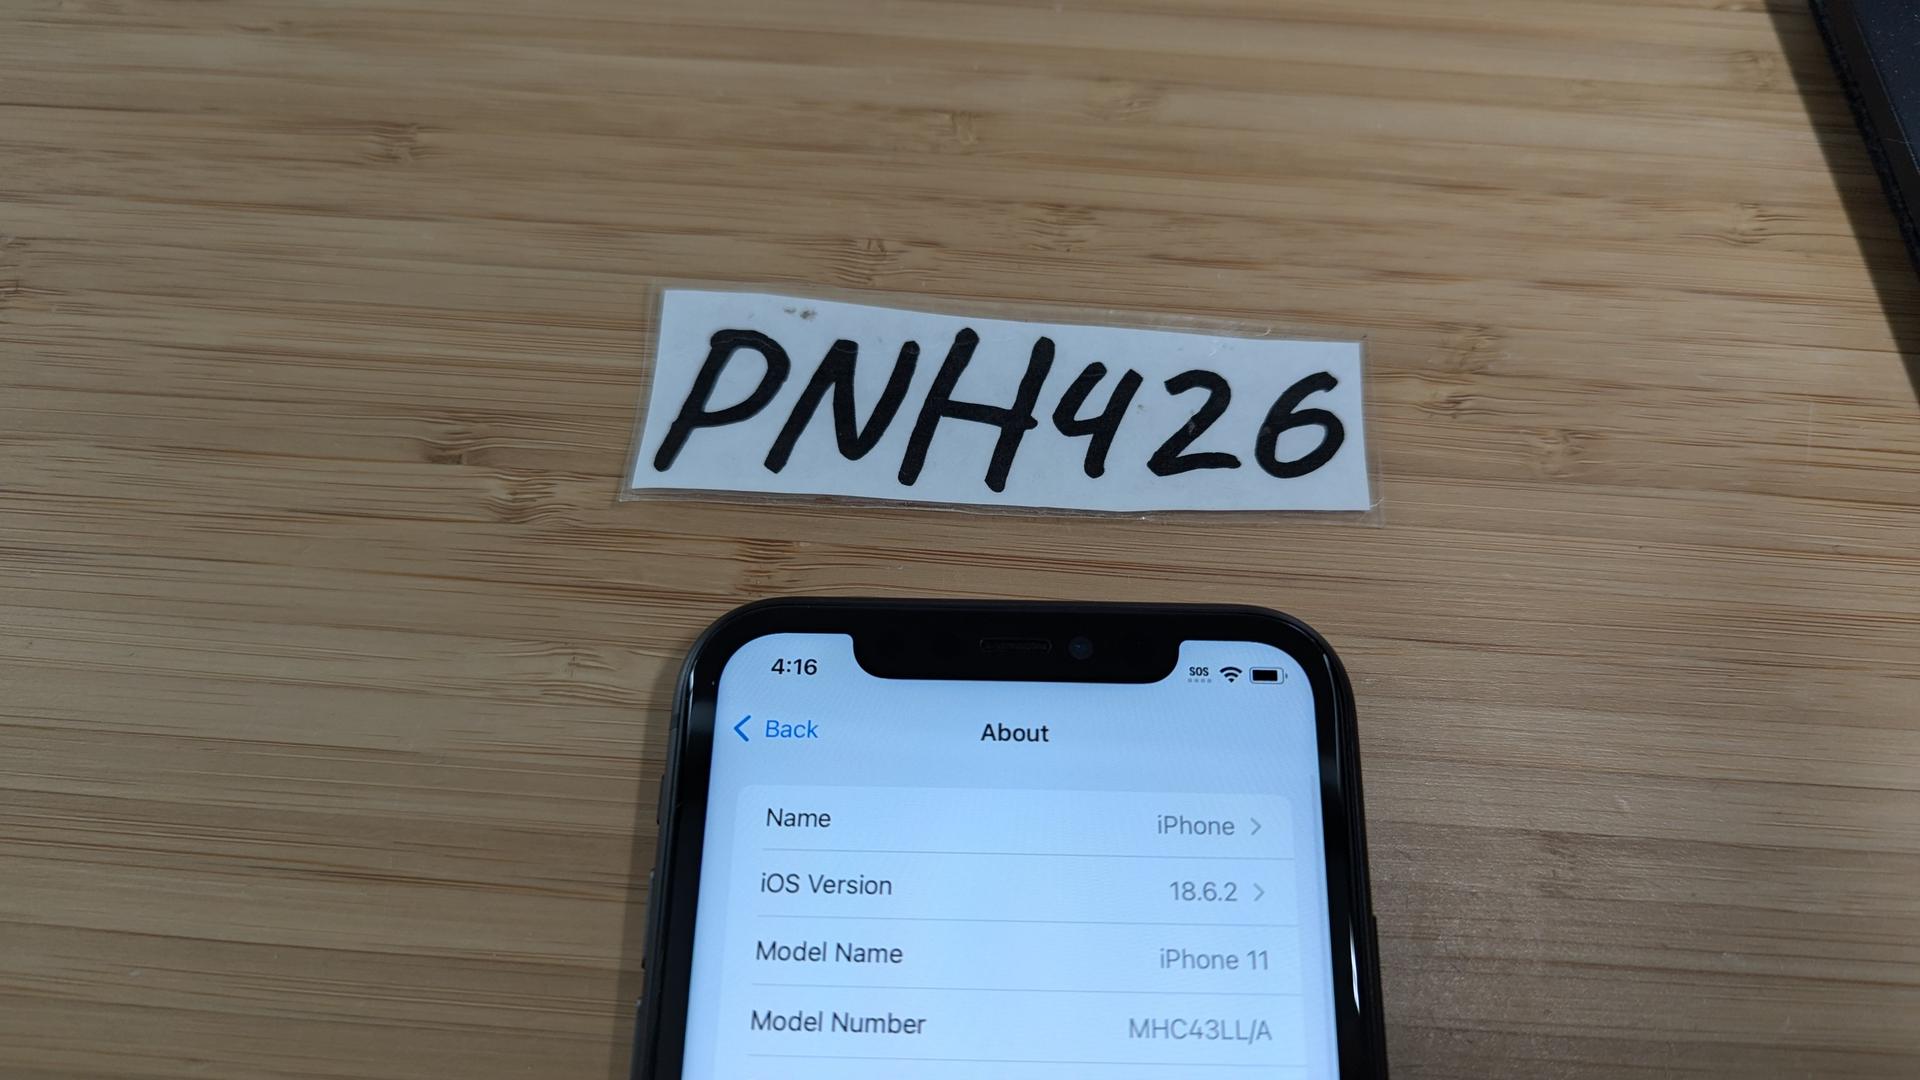 PNH426
4:16
SOS
Back
About
Name iPhone
iOS Version 18.6.2
Model Name iPhone 11
Model Number MHC43LL/A